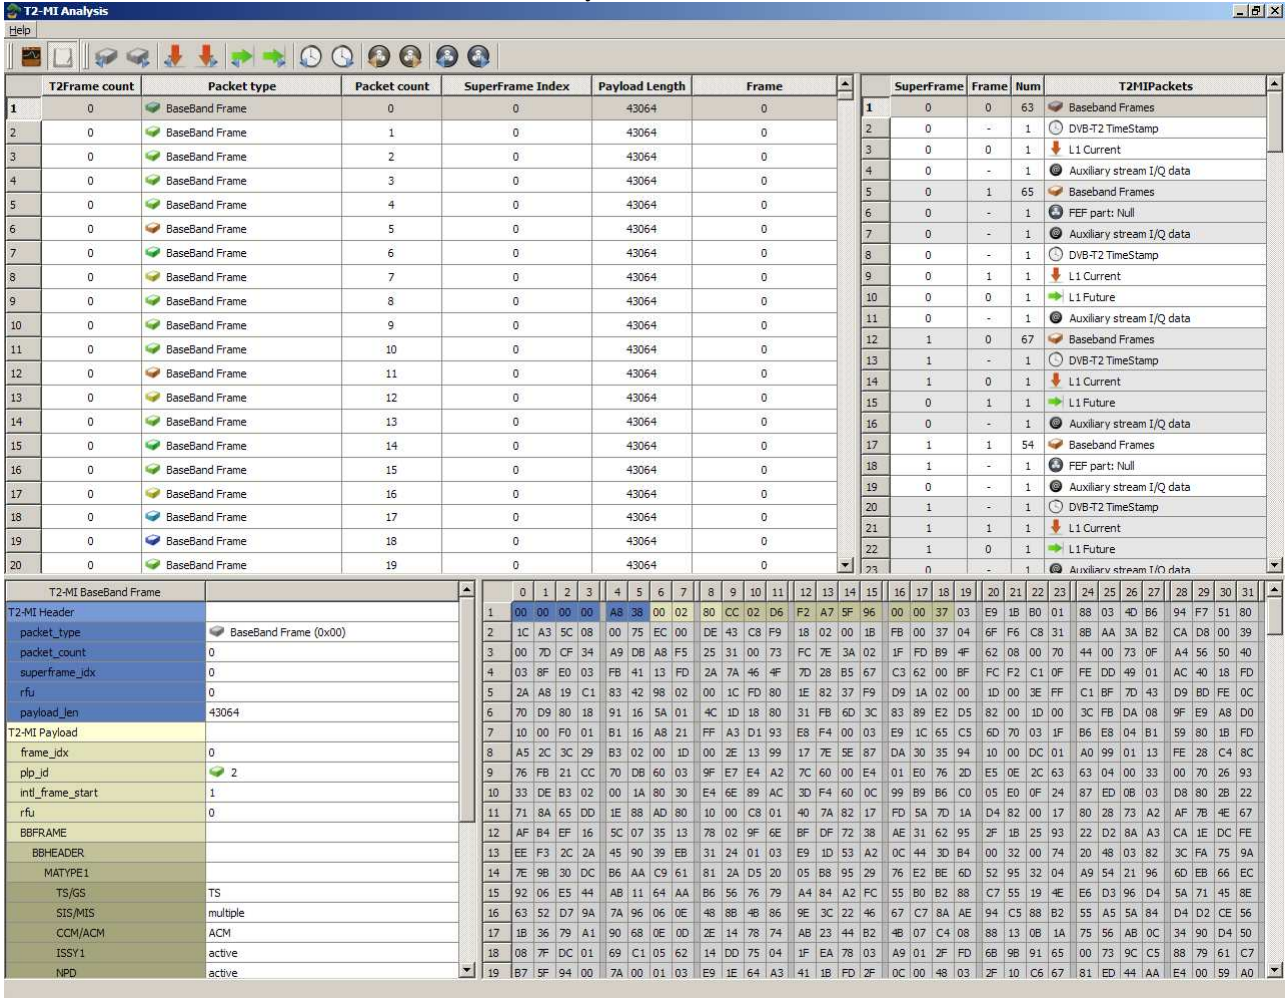 T2-MI Analysis
Help
T2Frame count Packet type Packet count SuperFrame Index Payload Length Frame
1 0 BaseBand Frame 0 0 43064 0
2 0 BaseBand Frame 1 0 43064 0
3 0 BaseBand Frame 2 0 43064 0
4 0 BaseBand Frame 3 0 43064 0
5 0 BaseBand Frame 4 0 43064 0
6 0 BaseBand Frame 5 0 43064 0
7 0 BaseBand Frame 6 0 43064 0
8 0 BaseBand Frame 7 0 43064 0
9 0 BaseBand Frame 8 0 43064 0
10 0 BaseBand Frame 9 0 43064 0
11 0 BaseBand Frame 10 0 43064 0
12 0 BaseBand Frame 11 0 43064 0
13 0 BaseBand Frame 12 0 43064 0
14 0 BaseBand Frame 13 0 43064 0
15 0 BaseBand Frame 14 0 43064 0
16 0 BaseBand Frame 15 0 43064 0
17 0 BaseBand Frame 16 0 43064 0
18 0 BaseBand Frame 17 0 43064 0
19 0 BaseBand Frame 18 0 43064 0
20 0 BaseBand Frame 19 0 43064 0
SuperFrame Frame Num T2MIPackets
1 0 0 63 Baseband Frames
2 0 - 1 DVB-T2 TimeStamp
3 0 0 1 L1 Current
4 0 - 1 Auxiliary stream I/Q data
5 0 1 65 Baseband Frames
6 0 - 1 FEF part: Null
7 0 - 1 Auxiliary stream I/Q data
8 0 - 1 DVB-T2 TimeStamp
9 0 1 1 L1 Current
10 0 0 1 L1 Future
11 0 - 1 Auxiliary stream I/Q data
12 1 0 67 Baseband Frames
13 1 - 1 DVB-T2 TimeStamp
14 1 0 1 L1 Current
15 1 1 1 L1 Future
16 0 - 1 Auxiliary stream I/Q data
17 1 1 54 Baseband Frames
18 1 - 1 FEF part: Null
19 0 - 1 Auxiliary stream I/Q data
20 1 - 1 DVB-T2 TimeStamp
21 1 1 1 L1 Current
22 1 0 1 L1 Future
23 0 - 1 Auxiliary stream I/Q data
T2-MI BaseBand Frame
T2-MI Header
packet_type BaseBand Frame (0x00)
packet_count 0
superframe_idx 0
rfu 0
payload_len 43064
T2-MI Payload
frame_idx 0
plp_id 2
intl_frame_start 1
rfu 0
BBFRAME
BBHEADER
MATYPE1
TS/GS TS
SIS/MIS multiple
CCM/ACM ACM
ISSY1 active
NPD active
0 1 2 3 4 5 6 7 8 9 10 11 12 13 14 15 16 17 18 19 20 21 22 23 24 25 26 27 28 29 30 31
1 00 00 00 00 A8 38 00 02 80 CC 02 D6 F2 A7 5F 96 00 00 37 03 E9 1B B0 01 88 03 4D B6 94 F7 51 80
2 1C A3 5C 08 00 75 EC 00 DE 43 C8 F9 18 02 00 1B FB 00 37 04 6F F6 C8 31 8B AA 3A B2 CA D8 00 39
3 00 7D CF 34 A9 DB A8 F5 25 31 00 73 FC 7E 3A 02 1F FD B9 4F 62 08 00 70 44 00 73 0F A4 56 50 40
4 03 8F E0 03 FB 41 13 FD 2A 7A 46 4F 7D 28 B5 67 C3 62 00 BF FC F2 C1 0F FE DD 49 01 AC 40 18 FD
5 2A A8 19 C1 83 42 98 02 00 1C FD 80 1E 82 37 F9 D9 1A 02 00 1D 00 3E FF C1 BF 7D 43 D9 BD FE 0C
6 70 D9 80 18 91 16 5A 01 4C 1D 18 80 31 FB 6D 3C 83 89 E2 D5 82 00 1D 00 3C FB DA 08 9F E9 A8 D0
7 10 00 F0 01 B1 16 A8 21 FF A3 D1 93 E8 F4 00 03 E9 1C 65 C5 6D 70 03 1F B6 E8 04 B1 59 80 1B FD
8 A5 2C 3C 29 B3 02 00 1D 00 2E 13 99 17 7E 5E 87 DA 30 35 94 10 00 DC 01 A0 99 01 13 FE 28 C4 8C
9 76 FB 21 CC 70 DB 60 03 9F E7 E4 A2 7C 60 00 E4 01 E0 76 2D E5 0E 2C 63 63 04 00 33 00 70 26 93
10 33 DE B3 02 00 1A 80 30 E4 6E 89 AC 3D F4 60 0C 99 B9 B6 C0 05 E0 0F 24 87 ED 0B 03 D8 80 2B 22
11 71 8A 65 DD 1E 88 AD 80 10 00 C8 01 40 7A 82 17 FD 5A 7D 1A D4 82 00 17 80 28 73 A2 AF 7B 4E 67
12 AF B4 EF 16 5C 07 35 13 78 02 9F 6E BF DF 72 38 AE 31 62 95 2F 1B 25 93 22 D2 8A A3 CA 1E DC FE
13 EE F3 2C 2A 45 90 39 EB 31 24 01 03 E9 1D 53 A2 0C 44 3D B4 00 32 00 74 20 48 03 82 3C FA 75 9A
14 7E 9B 30 DC B6 AA C9 61 81 2A D5 20 05 B8 95 29 76 E2 BE 6D 52 95 32 04 A9 54 21 96 6D EB 66 EC
15 92 06 E5 44 AB 11 64 AA B6 56 76 79 A4 84 A2 FC 55 B0 B2 88 C7 55 19 4E E6 D3 96 D4 5A 71 45 8E
16 63 52 D7 9A 7A 96 06 0E 48 8B 4B 86 9E 3C 22 46 67 C7 8A AE 94 C5 88 B2 55 A5 5A 84 D4 D2 CE 56
17 1B 36 79 A1 90 68 0E 0D 2E 14 78 74 AB 23 44 B2 4B 07 C4 08 88 13 0B 1A 75 56 AB 0C 34 90 D4 50
18 08 7F DC 01 69 C1 05 62 14 DD 75 04 1F EA 78 03 A9 01 2F FD 6B 9B 91 65 00 73 9C C5 88 79 61 C7
19 B7 5F 94 00 7A 00 01 03 E9 1E 64 A3 41 1B FD 2F 0C 00 48 03 2F 10 C6 67 81 ED 44 AA E4 00 59 A0